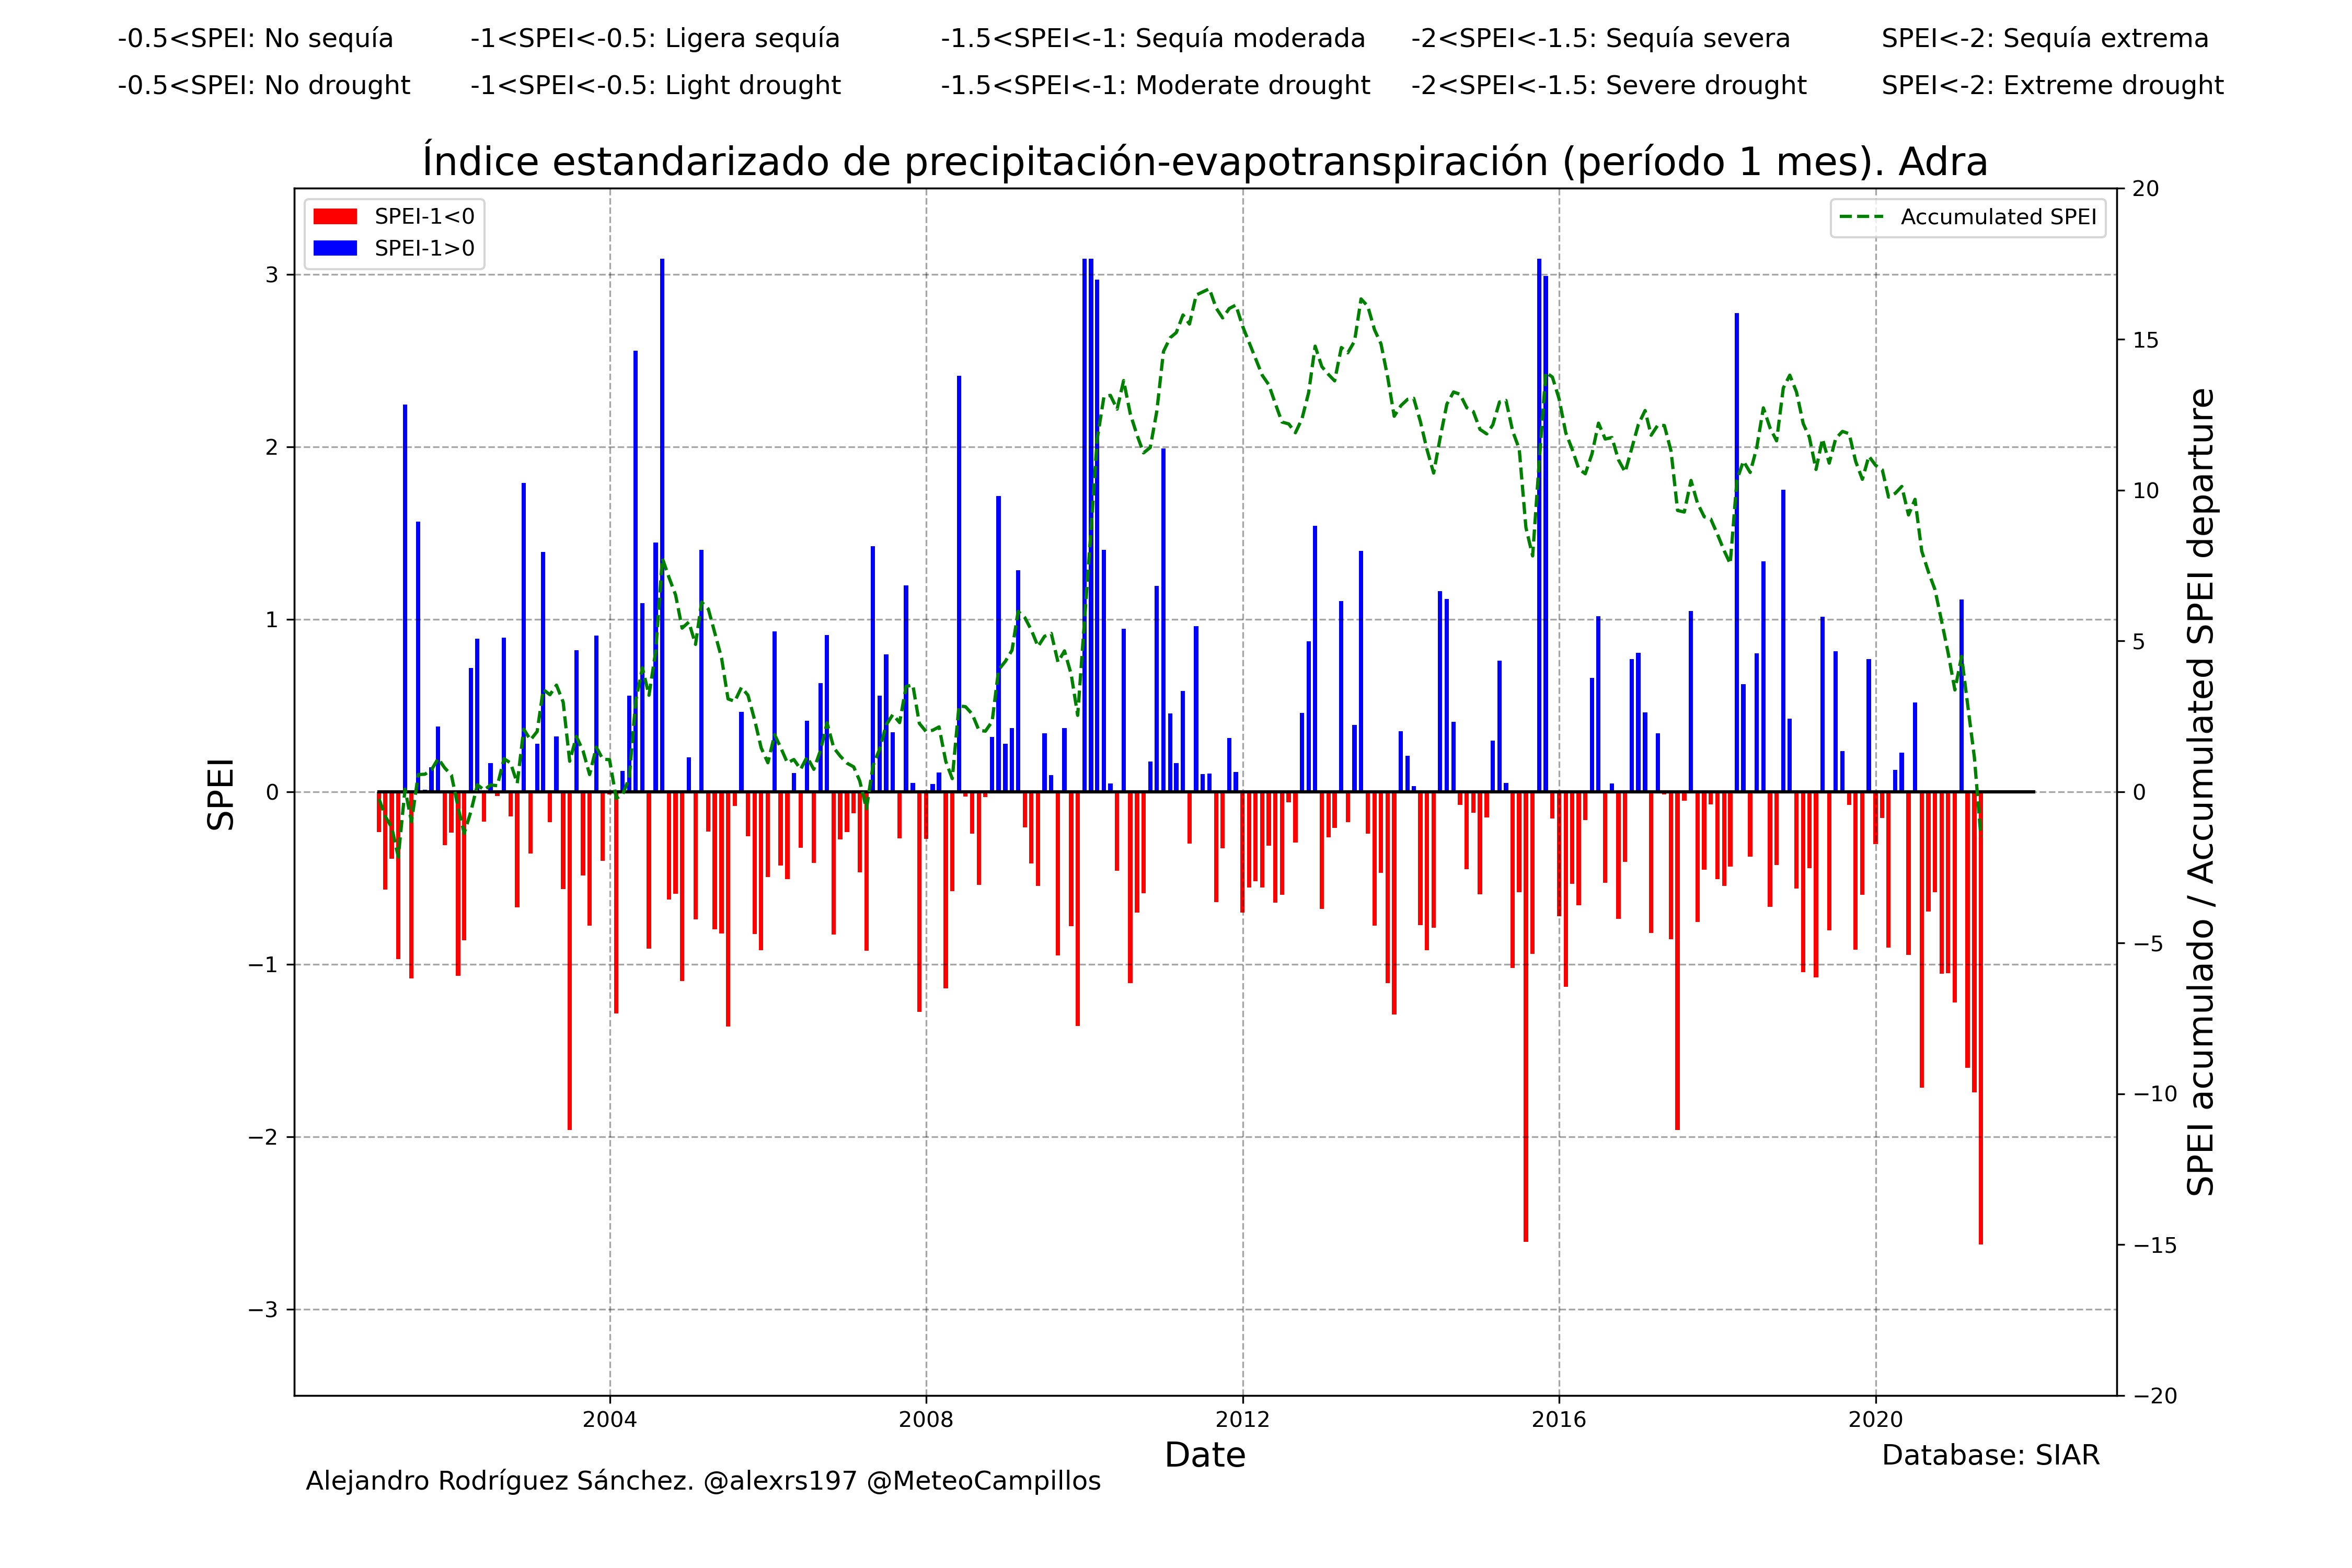 -0.5<SPEI: No sequía -1<SPEI<-0.5: Ligera sequía -1.5<SPEI<-1: Sequía moderada -2<SPEI<-1.5: Sequía severa SPEI<-2: Sequía extrema
-0.5<SPEI: No drought -1<SPEI<-0.5: Light drought -1.5<SPEI<-1: Moderate drought -2<SPEI<-1.5: Severe drought SPEI<-2: Extreme drought
Índice estandarizado de precipitación-evapotranspiración (período 1 mes). Adra
SPEI-1<0
SPEI-1>0
Accumulated SPEI
SPEI
3
2
1
0
−1
−2
−3
20
15
10
5
0
−5
−10
−15
−20
SPEI acumulado / Accumulated SPEI departure
2004 2008 2012 2016 2020
Date
Database: SIAR
Alejandro Rodríguez Sánchez. @alexrs197 @MeteoCampillos